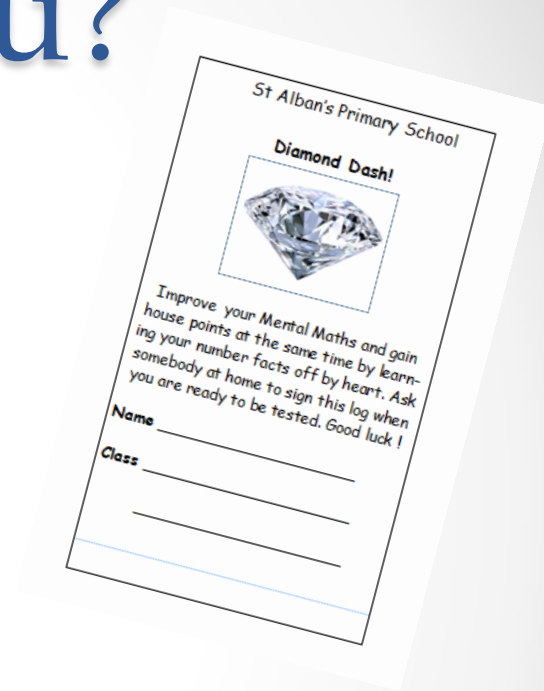 u?
St Alban's Primary School
Diamond Dash!
Improve your Mental Maths and gain
house points at the same time by learn-
ing your number facts off by heart. Ask
somebody at home to sign this log when
you are ready to be tested. Good luck !
Name
Class